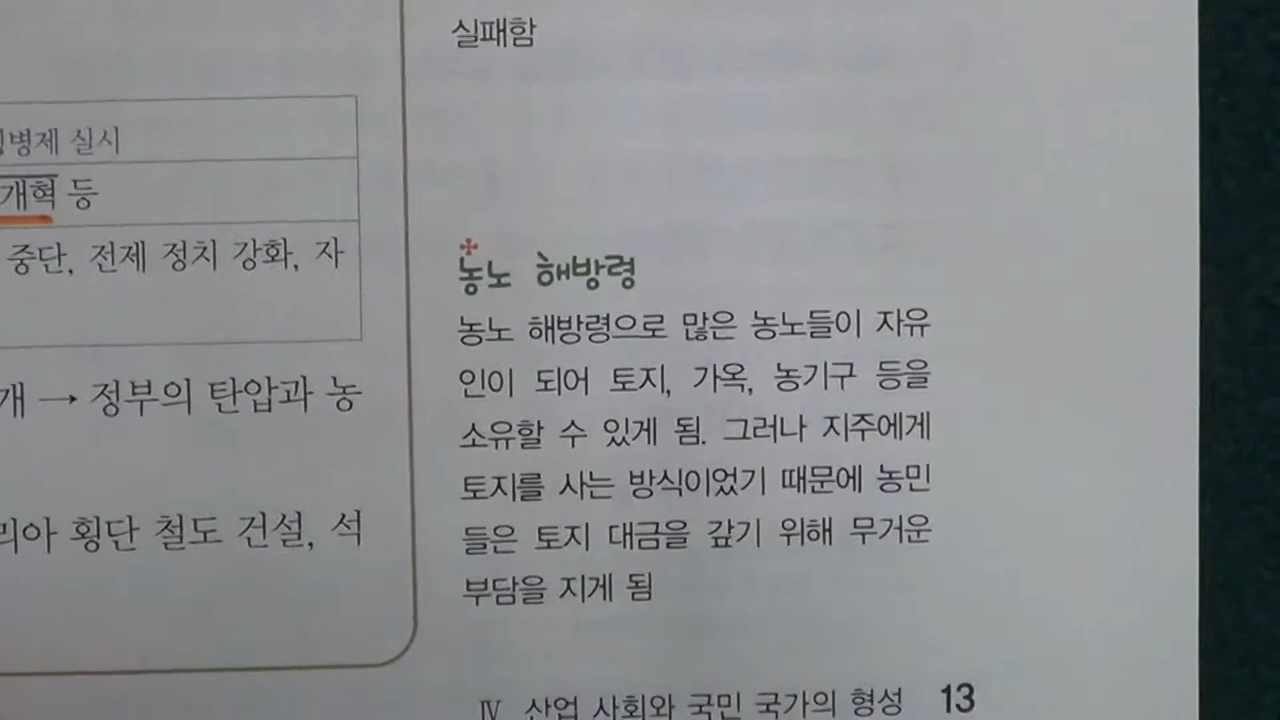 실패함
병제 실시
개혁 등
중단, 전제 정치 강화, 자
개 → 정부의 탄압과 농
리아 횡단 철도 건설, 석
농노 해방령
농노 해방령으로 많은 농노들이 자유
인이 되어 토지, 가옥, 농기구 등을
소유할 수 있게 됨. 그러나 지주에게
토지를 사는 방식이었기 때문에 농민
들은 토지 대금을 갚기 위해 무거운
부담을 지게 됨
Ⅳ 산업 사회와 국민 국가의 형성 13